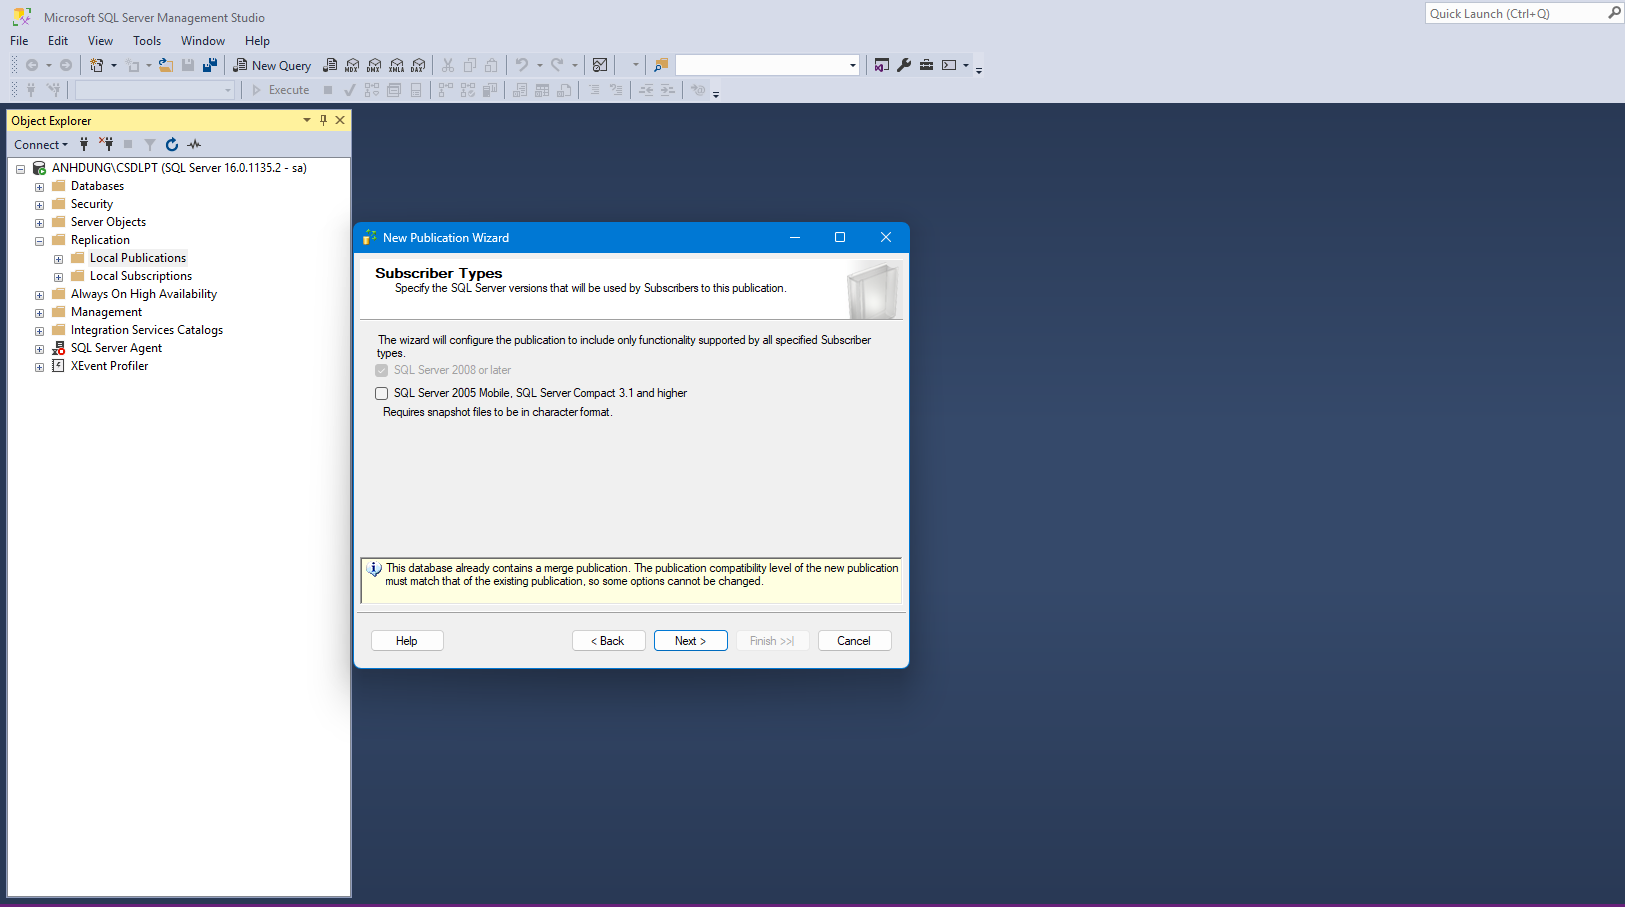 Microsoft SQL Server Management Studio
Quick Launch (Ctrl+Q)
File Edit View Tools Window Help
New Query
MDX DMX XMLA DAX
Execute
Object Explorer
Connect
ANHDUNG\CSDLPT (SQL Server 16.0.1135.2 - sa)
Databases
Security
Server Objects
Replication
Local Publications
Local Subscriptions
Always On High Availability
Management
Integration Services Catalogs
SQL Server Agent
XEvent Profiler
New Publication Wizard
Subscriber Types
Specify the SQL Server versions that will be used by Subscribers to this publication.
The wizard will configure the publication to include only functionality supported by all specified Subscriber
types.
SQL Server 2008 or later
SQL Server 2005 Mobile, SQL Server Compact 3.1 and higher
Requires snapshot files to be in character format.
This database already contains a merge publication. The publication compatibility level of the new publication
must match that of the existing publication, so some options cannot be changed.
Help < Back Next > Finish >>| Cancel